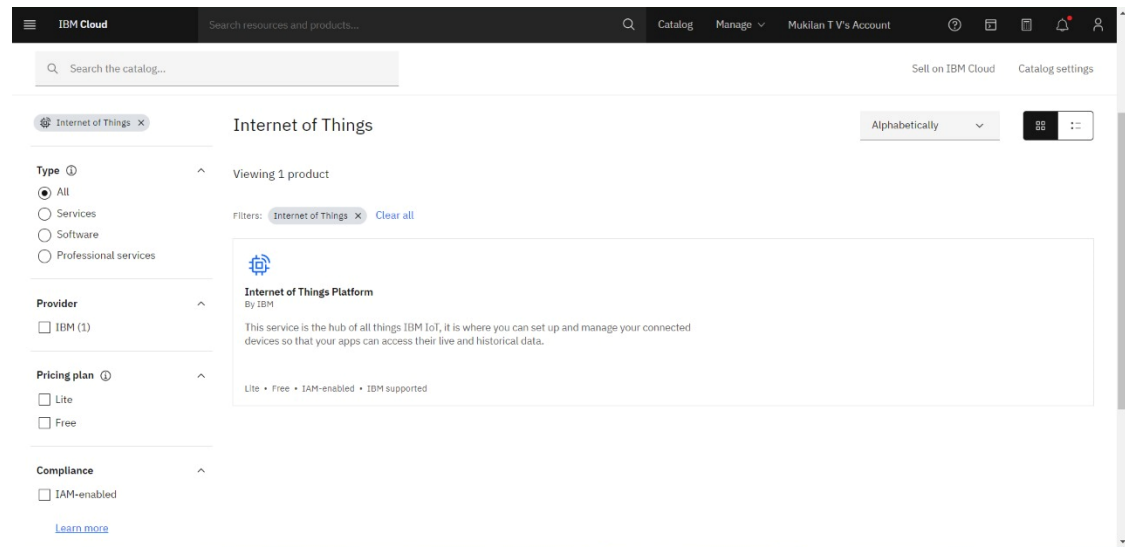 IBM Cloud
Search resources and products...
Catalog
Manage
Mukilan T V's Account
Search the catalog...
Sell on IBM Cloud
Catalog settings
Internet of Things
Type
All
Services
Software
Professional services
Provider
IBM (1)
Pricing plan
Lite
Free
Compliance
IAM-enabled
Learn more
Internet of Things
Alphabetically
Viewing 1 product
Filters: Internet of Things Clear all
Internet of Things Platform
By IBM
This service is the hub of all things IBM IoT, it is where you can set up and manage your connected
devices so that your apps can access their live and historical data.
Lite • Free • IAM-enabled • IBM supported